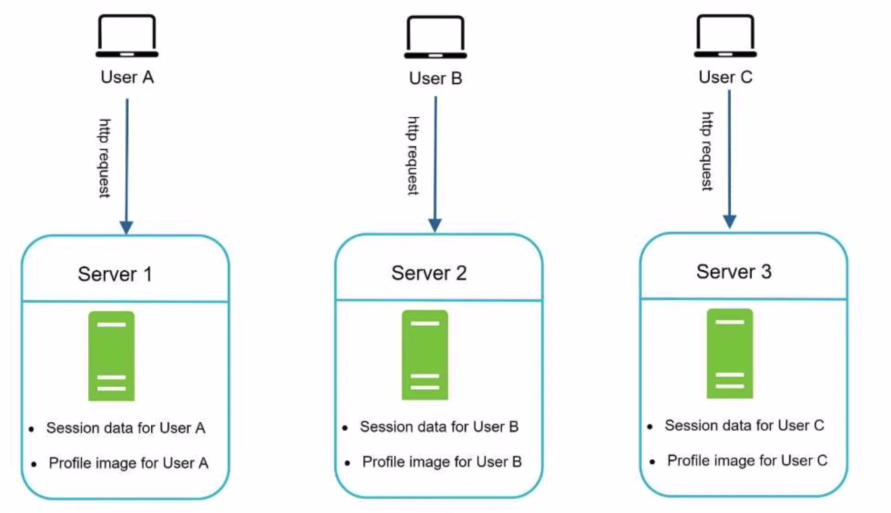 User A
User B
User C
http request
http request
http request
Server 1
Server 2
Server 3
• Session data for User A
• Profile image for User A
• Session data for User B
• Profile image for User B
• Session data for User C
• Profile image for User C